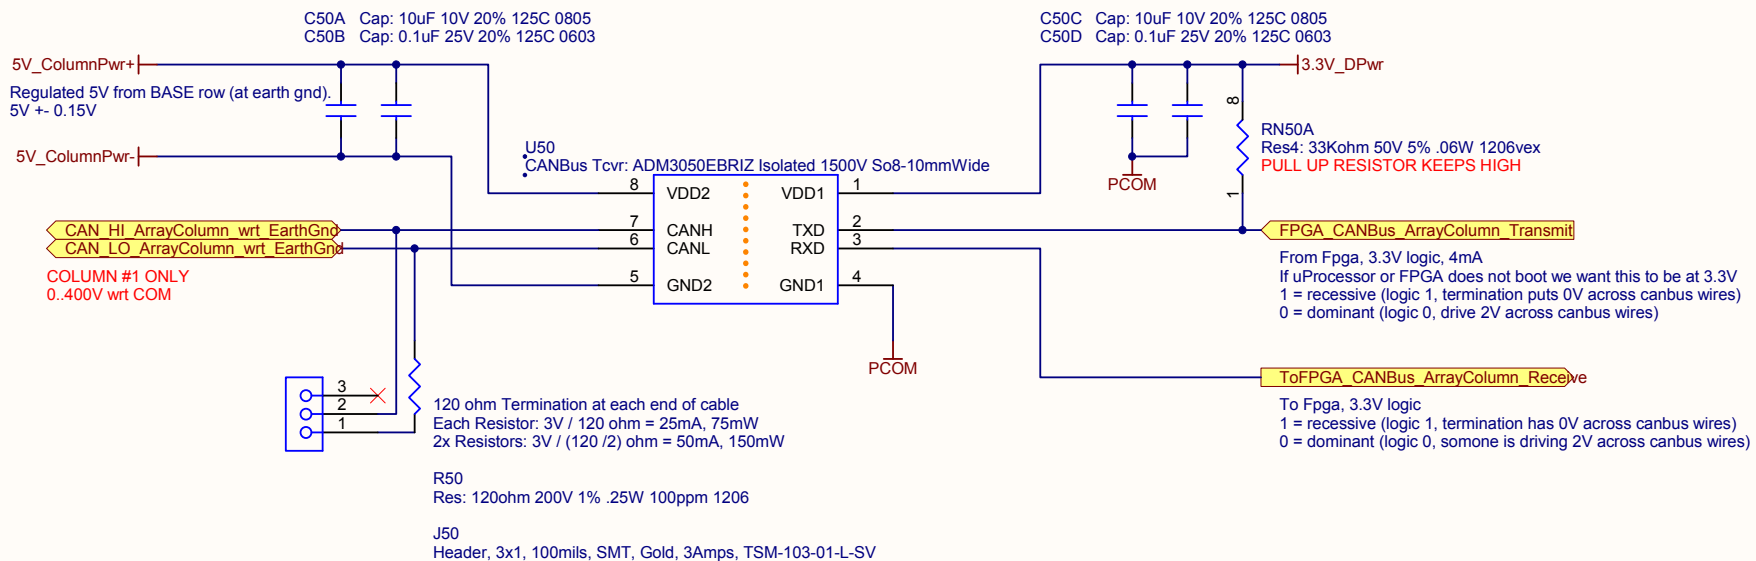 C50A Cap: 10uF 10V 20% 125C 0805
C50B Cap: 0.1uF 25V 20% 125C 0603
C50C Cap: 10uF 10V 20% 125C 0805
C50D Cap: 0.1uF 25V 20% 125C 0603
5V_ColumnPwr+
3.3V_DPwr
Regulated 5V from BASE row (at earth gnd).
5V +- 0.15V
8
RN50A
Res4: 33Kohm 50V 5% .06W 1206vex
PULL UP RESISTOR KEEPS HIGH
1
5V_ColumnPwr-
U50
CANBus Tcvr: ADM3050EBRIZ Isolated 1500V So8-10mmWide
PCOM
8 VDD2 VDD1 1
7 CANH TXD 2
6 CANL RXD 3
5 GND2 GND1 4
CAN_HI_ArrayColumn_wrt_EarthGnd
CAN_LO_ArrayColumn_wrt_EarthGnd
FPGA_CANBus_ArrayColumn_Transmit
COLUMN #1 ONLY
0..400V wrt COM
From Fpga, 3.3V logic, 4mA
If uProcessor or FPGA does not boot we want this to be at 3.3V
1 = recessive (logic 1, termination puts 0V across canbus wires)
0 = dominant (logic 0, drive 2V across canbus wires)
PCOM
ToFPGA_CANBus_ArrayColumn_Receive
To Fpga, 3.3V logic
1 = recessive (logic 1, termination has 0V across canbus wires)
0 = dominant (logic 0, somone is driving 2V across canbus wires)
3
2
1
120 ohm Termination at each end of cable
Each Resistor: 3V / 120 ohm = 25mA, 75mW
2x Resistors: 3V / (120 /2) ohm = 50mA, 150mW
R50
Res: 120ohm 200V 1% .25W 100ppm 1206
J50
Header, 3x1, 100mils, SMT, Gold, 3Amps, TSM-103-01-L-SV